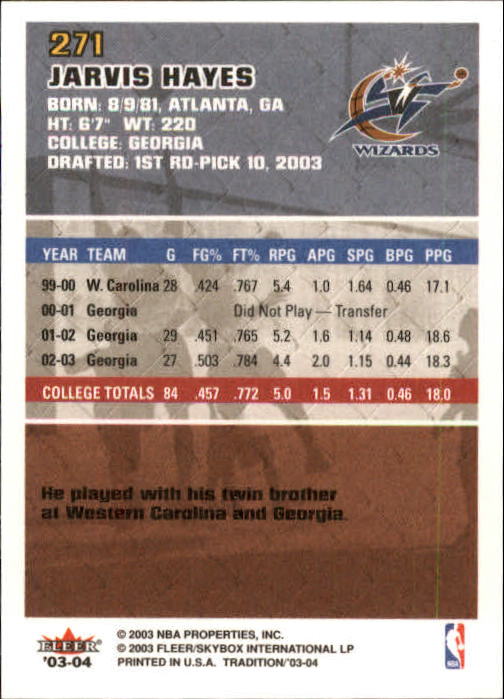 271
JARVIS HAYES
BORN: 8/9/81, ATLANTA, GA
HT: 6'7" WT: 220
COLLEGE: GEORGIA
DRAFTED: 1ST RD-PICK 10, 2003
WIZARDS
YEAR TEAM G FG% FT% RPG APG SPG BPG PPG
99-00 W. Carolina 28 .424 .767 5.4 1.0 1.64 0.46 17.1
00-01 Georgia Did Not Play — Transfer
01-02 Georgia 29 .451 .765 5.2 1.6 1.14 0.48 18.6
02-03 Georgia 27 .503 .784 4.4 2.0 1.15 0.44 18.3
COLLEGE TOTALS 84 .457 .772 5.0 1.5 1.31 0.46 18.0
He played with his twin brother
at Western Carolina and Georgia.
FLEER
'03-04
© 2003 NBA PROPERTIES, INC.
© 2003 FLEER/SKYBOX INTERNATIONAL LP
PRINTED IN U.S.A. TRADITION/'03-04
NBA